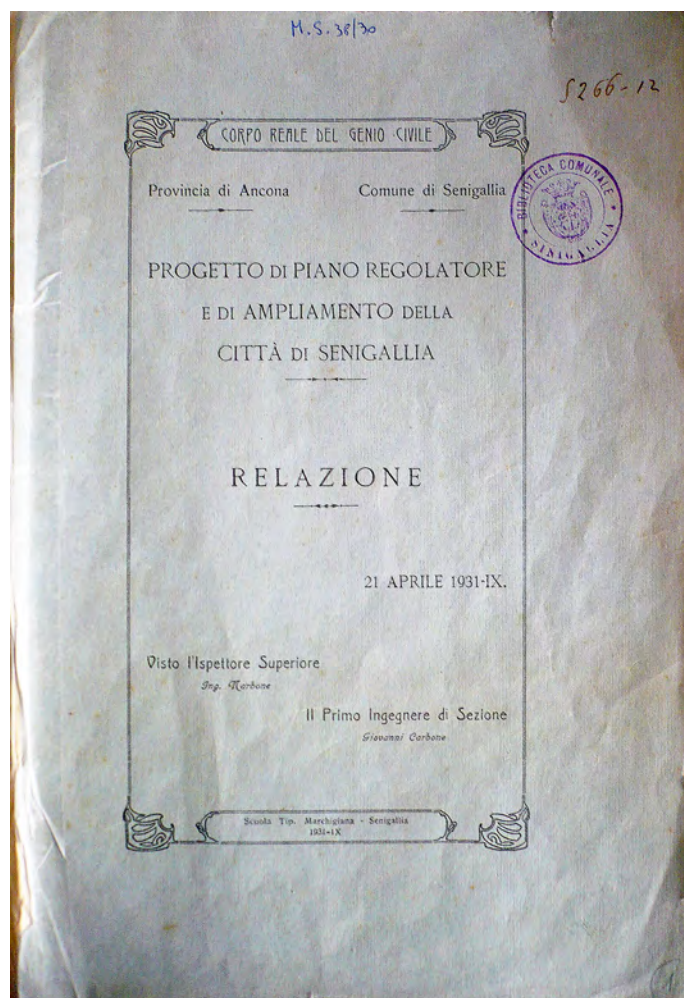 M.S. 38/30
S266-12
CORPO REALE DEL GENIO CIVILE
Provincia di Ancona Comune di Senigallia
BIBLIOTECA COMUNALE
SINIGALLIA
PROGETTO DI PIANO REGOLATORE
E DI AMPLIAMENTO DELLA
CITTÀ DI SENIGALLIA
RELAZIONE
21 APRILE 1931-IX.
Visto l'Ispettore Superiore
Ing. Narbone
Il Primo Ingegnere di Sezione
Giovanni Carbone
Scuola Tip. Marchigiana - Senigallia
1931-IX
1